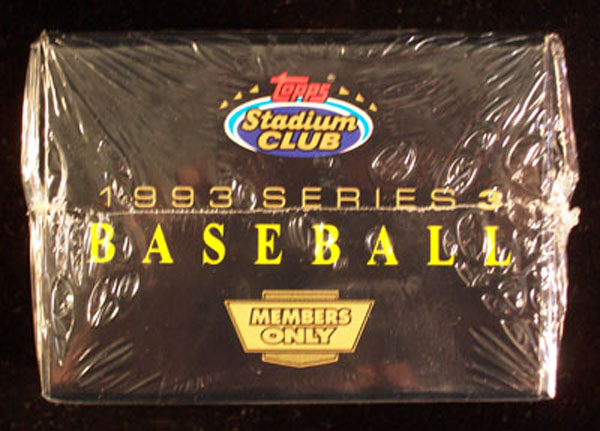 Topps®
Stadium
CLUB
1993 SERIES 3
BASEBALL
MEMBERS
ONLY